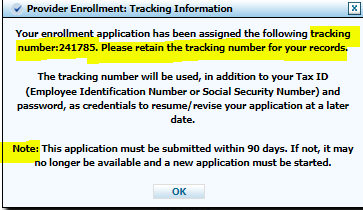 Provider Enrollment: Tracking Information
Your enrollment application has been assigned the following tracking
number:241785. Please retain the tracking number for your records.
The tracking number will be used, in addition to your Tax ID
(Employee Identification Number or Social Security Number) and
password, as credentials to resume/revise your application at a later
date.
Note: This application must be submitted within 90 days. If not, it may
no longer be available and a new application must be started.
OK